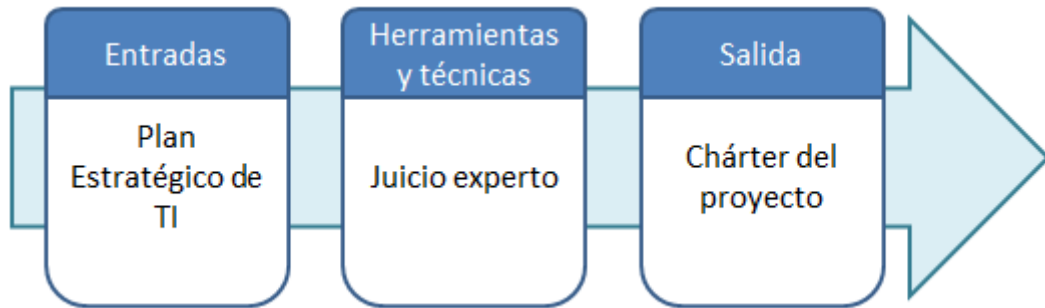 Entradas
Plan
Estratégico de
TI
Herramientas
y técnicas
Juicio experto
Salida
Chárter del
proyecto